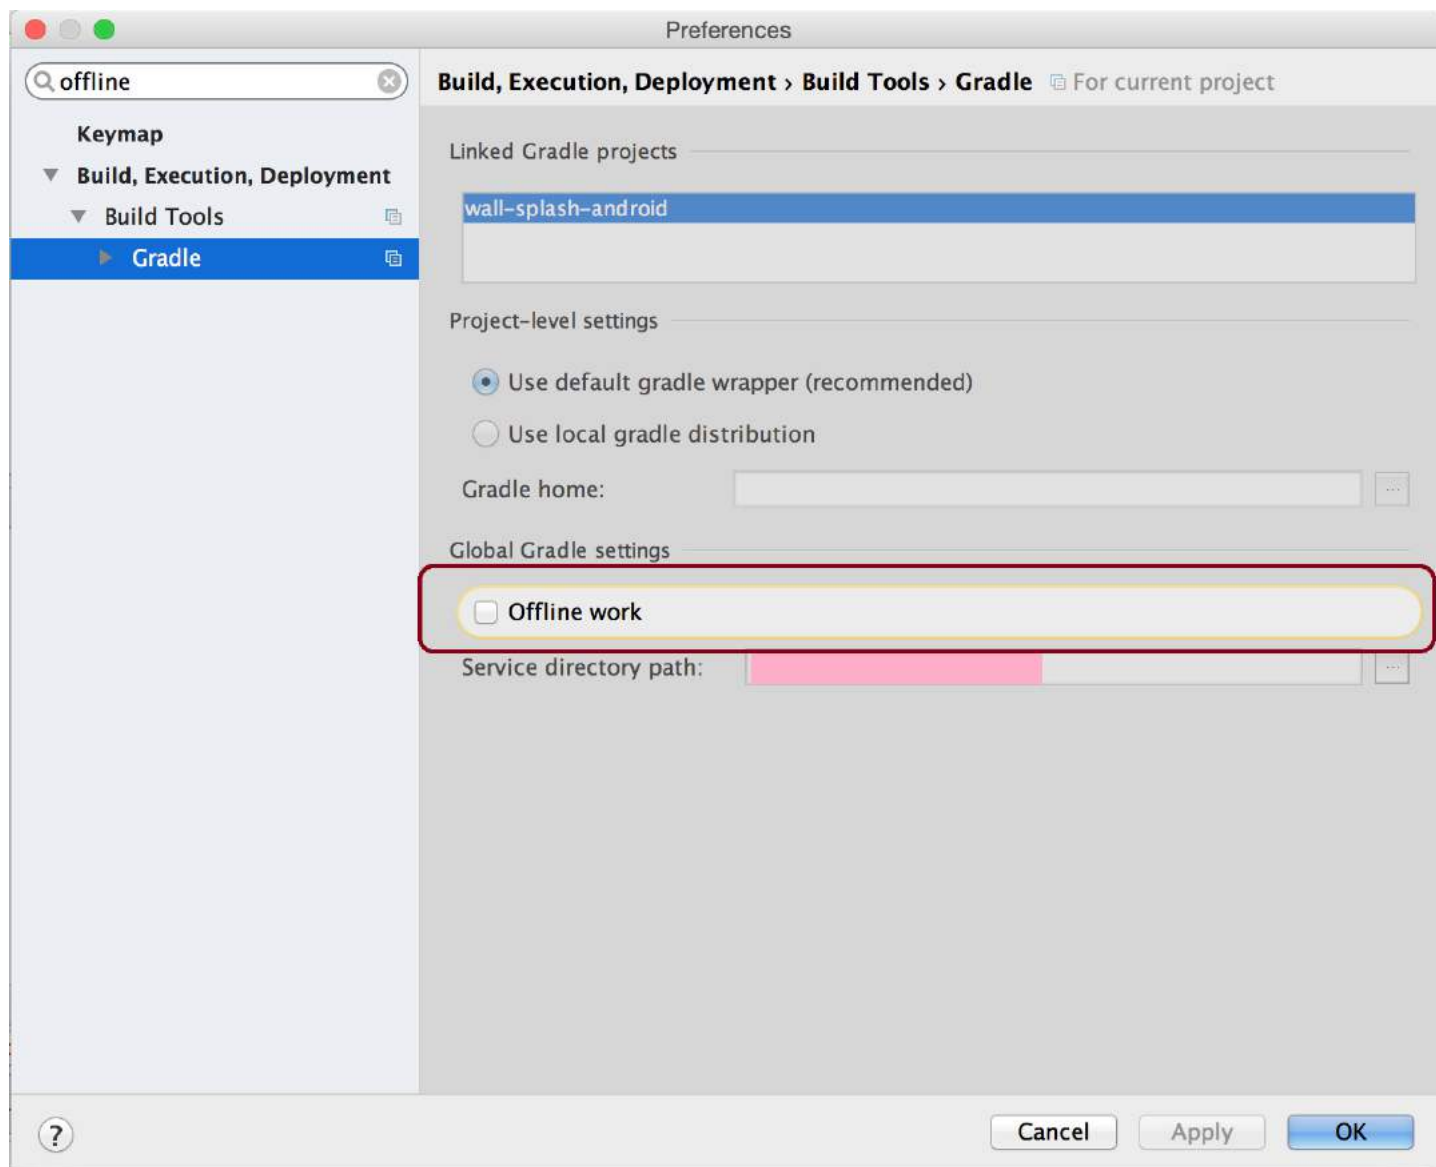 Preferences
offline
Keymap
Build, Execution, Deployment
Build Tools
Gradle
Build, Execution, Deployment › Build Tools › Gradle For current project
Linked Gradle projects
wall-splash-android
Project-level settings
Use default gradle wrapper (recommended)
Use local gradle distribution
Gradle home:
...
Global Gradle settings
Offline work
Service directory path:
...
?
Cancel
Apply
OK